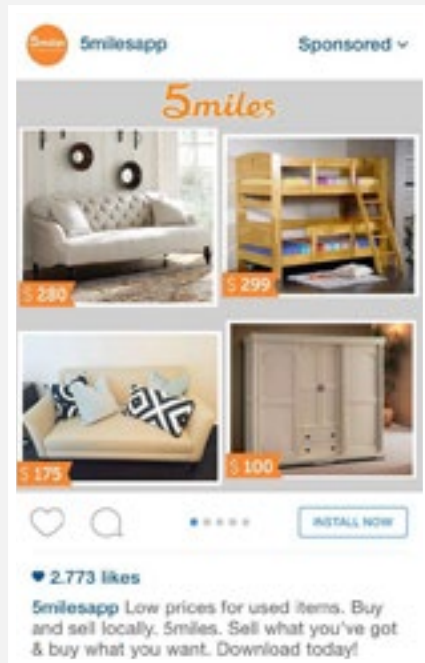 5miles
5milesapp
Sponsored
5miles
$ 280
$ 299
$ 175
$ 100
INSTALL NOW
2.773 likes
5milesapp Low prices for used items. Buy
and sell locally. 5miles. Sell what you've got
& buy what you want. Download today!